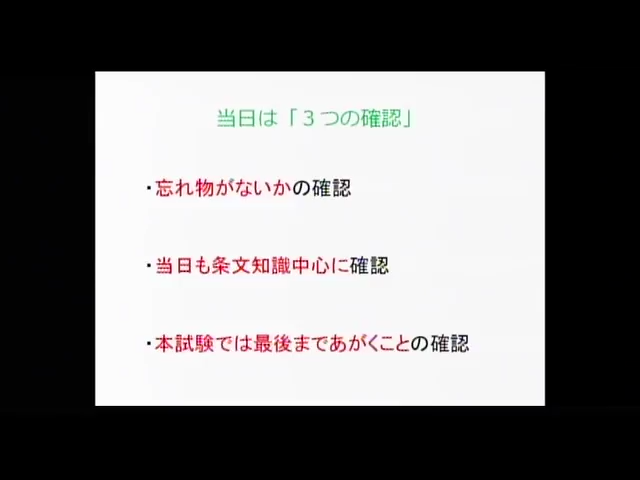 当日は「３つの確認」
・忘れ物がないかの確認
・当日も条文知識中心に確認
・本試験では最後まであがくことの確認